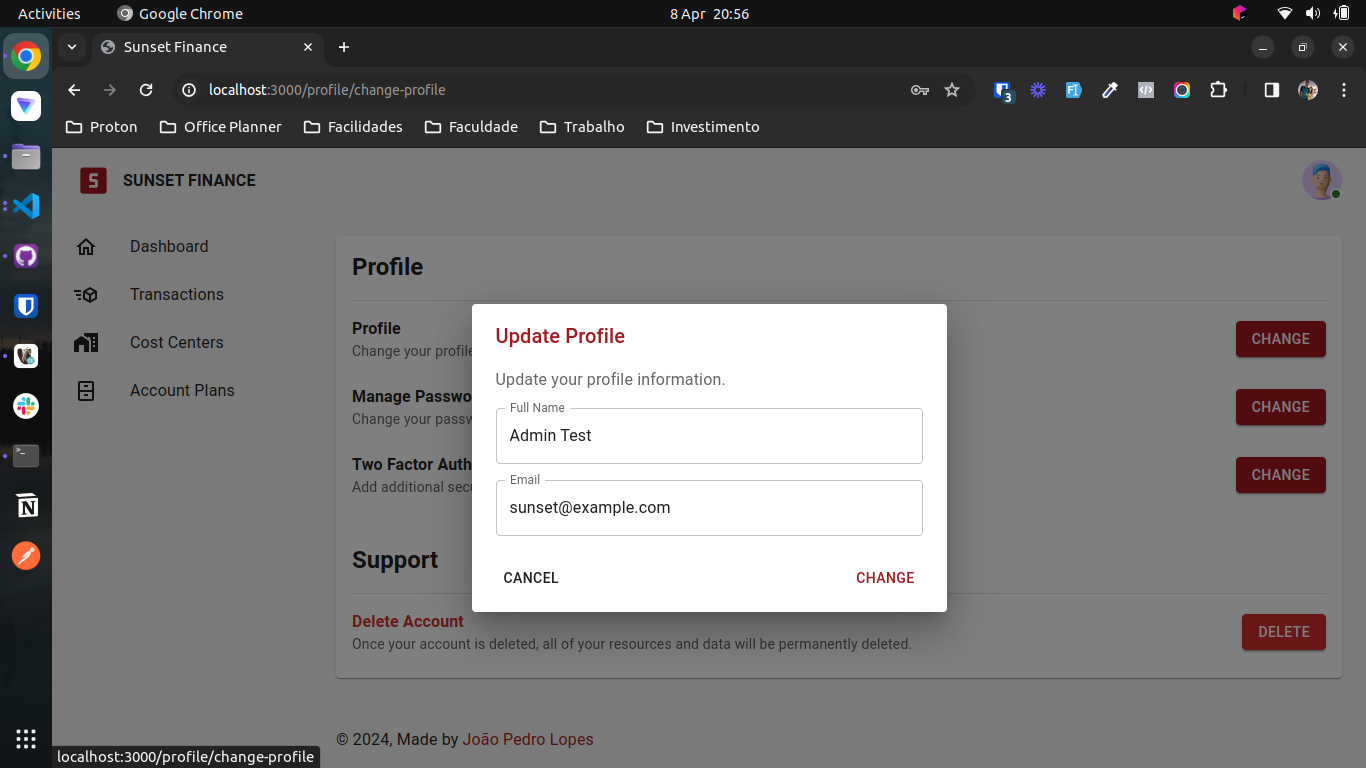 Activities Google Chrome 8 Apr 20:56
Sunset Finance
localhost:3000/profile/change-profile
3
Proton Office Planner Facilidades Faculdade Trabalho Investimento
S SUNSET FINANCE
Dashboard
Transactions
Cost Centers
Account Plans
Profile
Profile
Change your profile
CHANGE
Manage Passwo
Change your passw
CHANGE
Two Factor Auth
Add additional secu
CHANGE
Update Profile
Update your profile information.
Full Name
Admin Test
Email
sunset@example.com
CANCEL CHANGE
Support
Delete Account
Once your account is deleted, all of your resources and data will be permanently deleted.
DELETE
© 2024, Made by João Pedro Lopes
localhost:3000/profile/change-profile